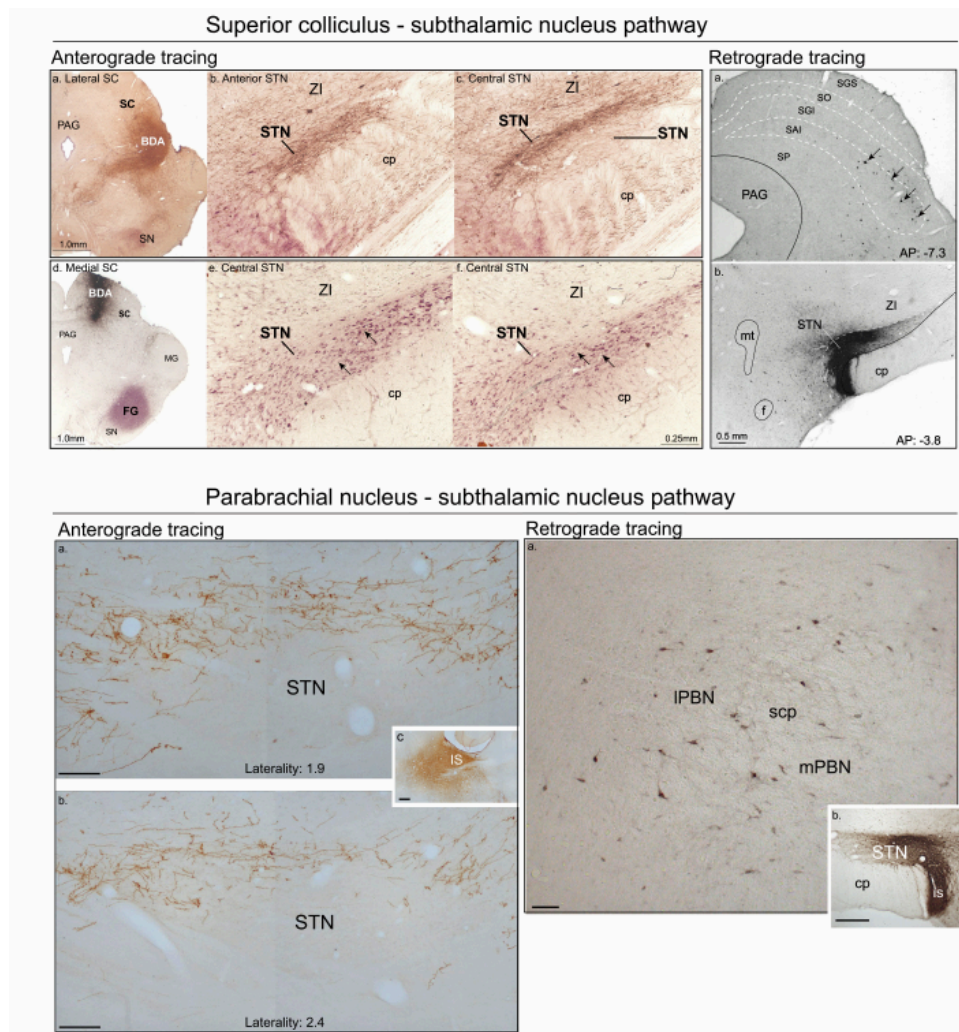 Superior colliculus - subthalamic nucleus pathway
Anterograde tracing
a. Lateral SC
SC
PAG
BDA
SN
1.0mm
b. Anterior STN
ZI
STN
cp
c. Central STN
ZI
STN
STN
cp
d. Medial SC
BDA
SC
PAG
MG
FG
SN
1.0mm
e. Central STN
ZI
STN
cp
f. Central STN
ZI
STN
cp
0.25mm
Retrograde tracing
a.
SGS
SO
SGI
SAI
SP
PAG
AP: -7.3
b.
ZI
STN
mt
cp
f
0.5 mm
AP: -3.8
Parabrachial nucleus - subthalamic nucleus pathway
Anterograde tracing
a.
STN
Laterality: 1.9
c
IS
b.
STN
Laterality: 2.4
Retrograde tracing
a.
lPBN
scp
mPBN
b.
STN
cp
IS